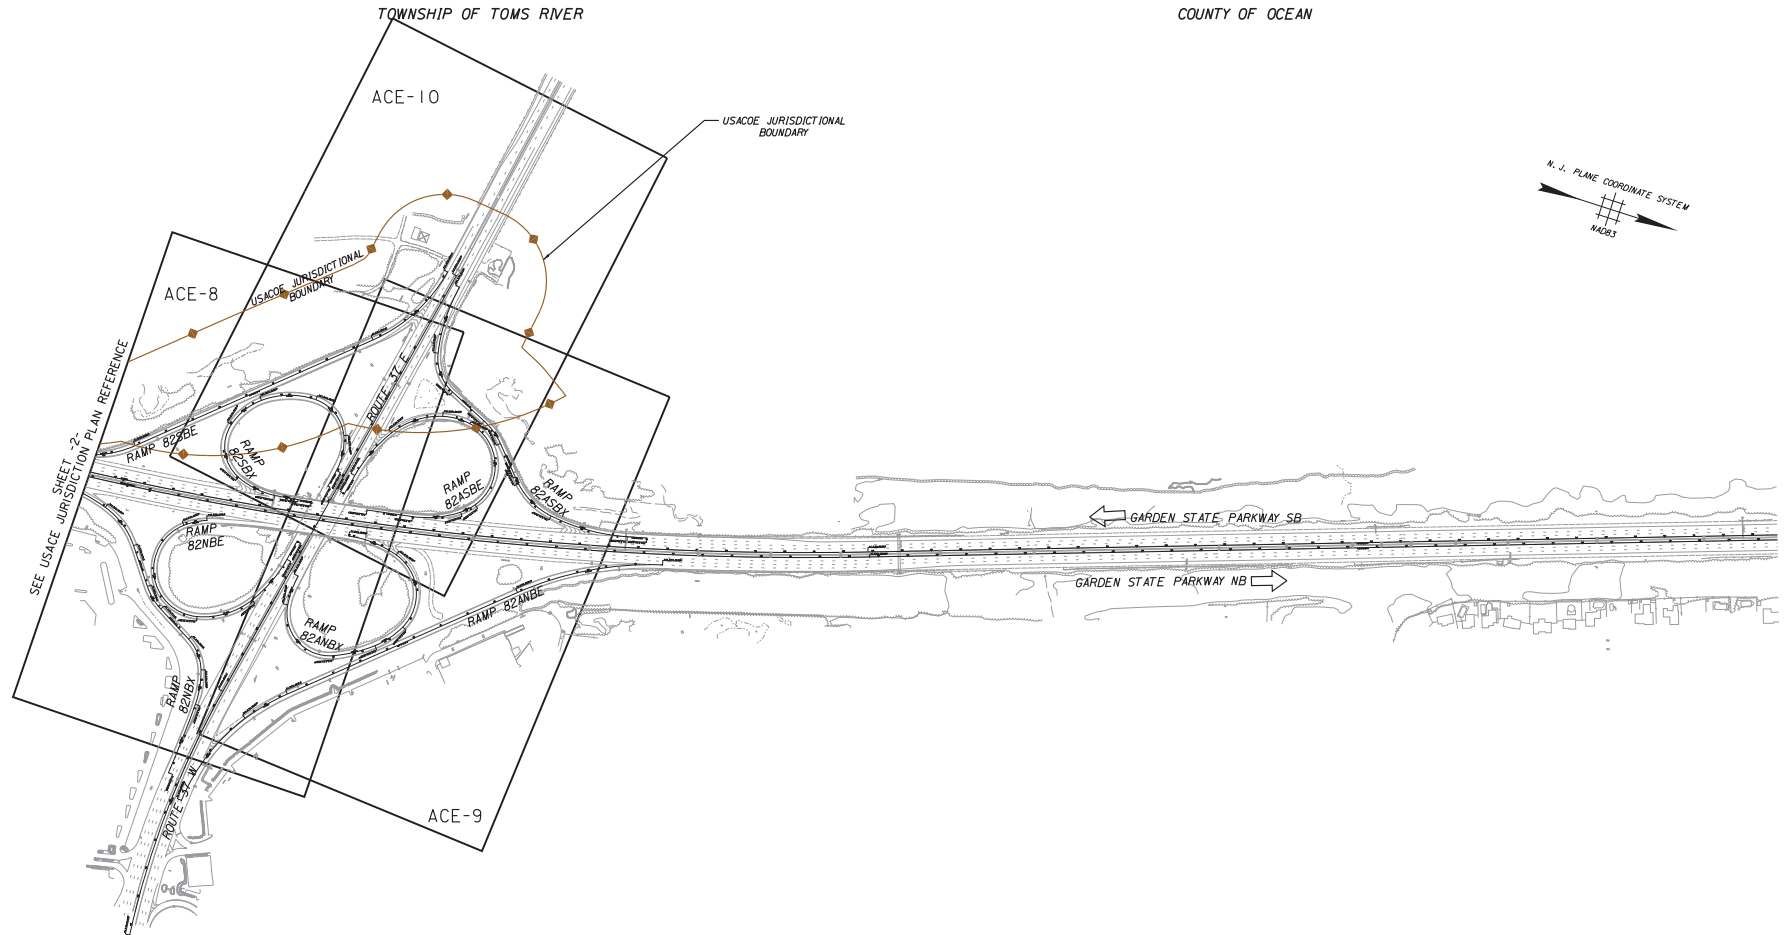 TOWNSHIP OF TOMS RIVER
COUNTY OF OCEAN
ACE-10
USACOE JURISDICTIONAL
BOUNDARY
N. J. PLANE COORDINATE SYSTEM
NAD83
USACOE JURISDICTIONAL
BOUNDARY
ACE-8
SHEET -2-
SEE USACE JURISDICTION PLAN REFERENCE
ROUTE 37 E
RAMP 82SBE
RAMP
82SBX
RAMP
82ASBE
RAMP
82ASBX
GARDEN STATE PARKWAY SB
RAMP
82NBE
GARDEN STATE PARKWAY NB
RAMP 82ANBE
RAMP
82ANBX
RAMP
82NBX
ROUTE 37 W
ACE-9